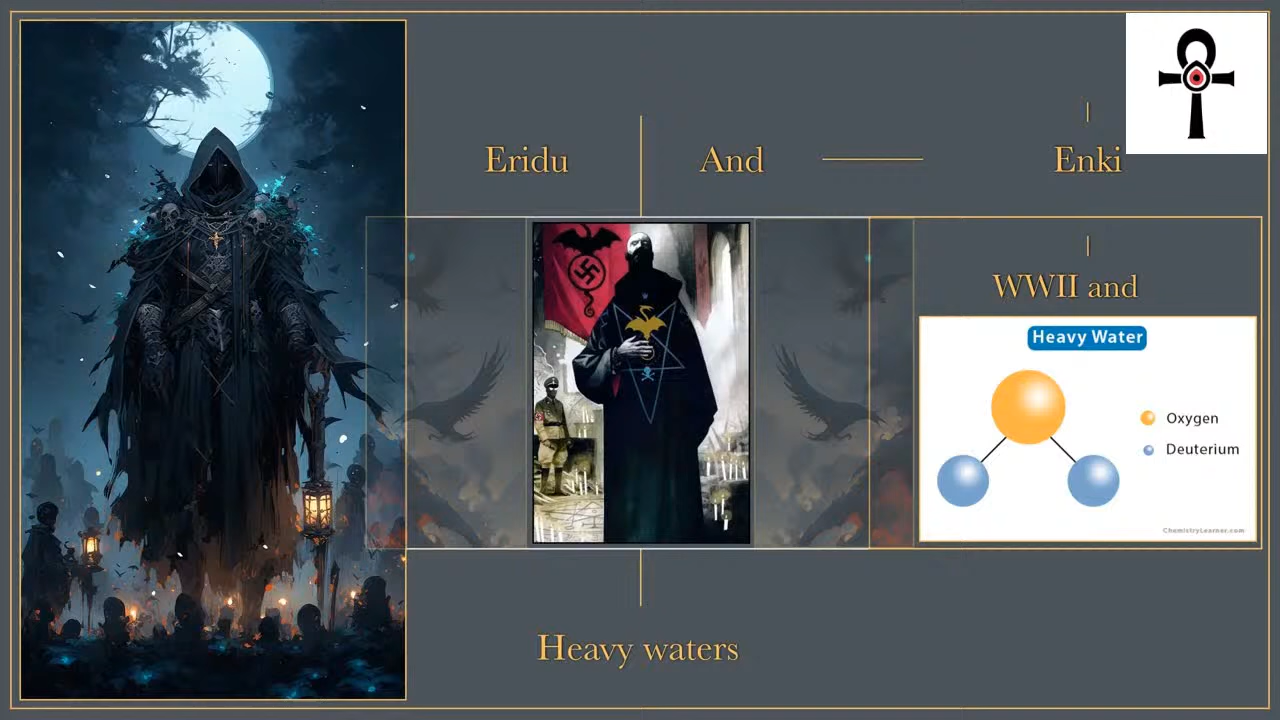 Eridu
And
Enki
WWII and
Heavy Water
Oxygen
Deuterium
ChemistryLearner.com
Heavy waters